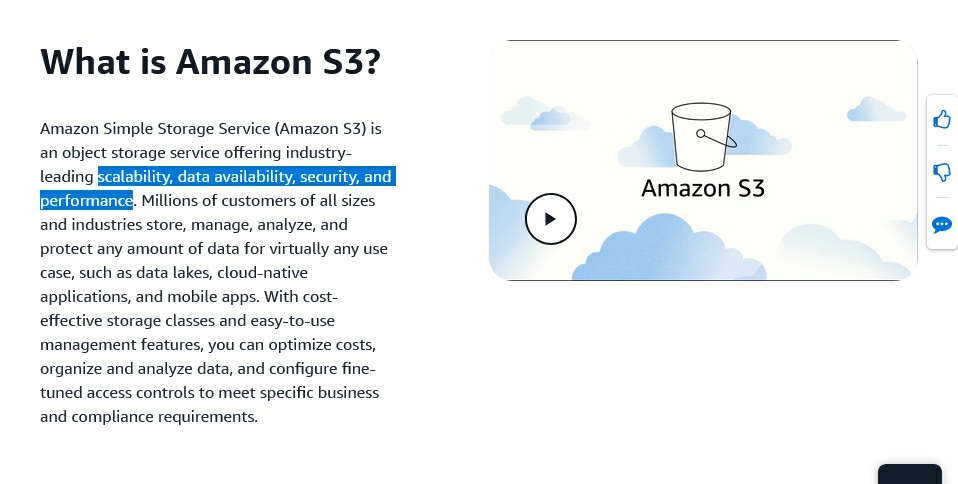 What is Amazon S3?
Amazon Simple Storage Service (Amazon S3) is
an object storage service offering industry-
leading scalability, data availability, security, and
performance. Millions of customers of all sizes
and industries store, manage, analyze, and
protect any amount of data for virtually any use
case, such as data lakes, cloud-native
applications, and mobile apps. With cost-
effective storage classes and easy-to-use
management features, you can optimize costs,
organize and analyze data, and configure fine-
tuned access controls to meet specific business
and compliance requirements.
Amazon S3